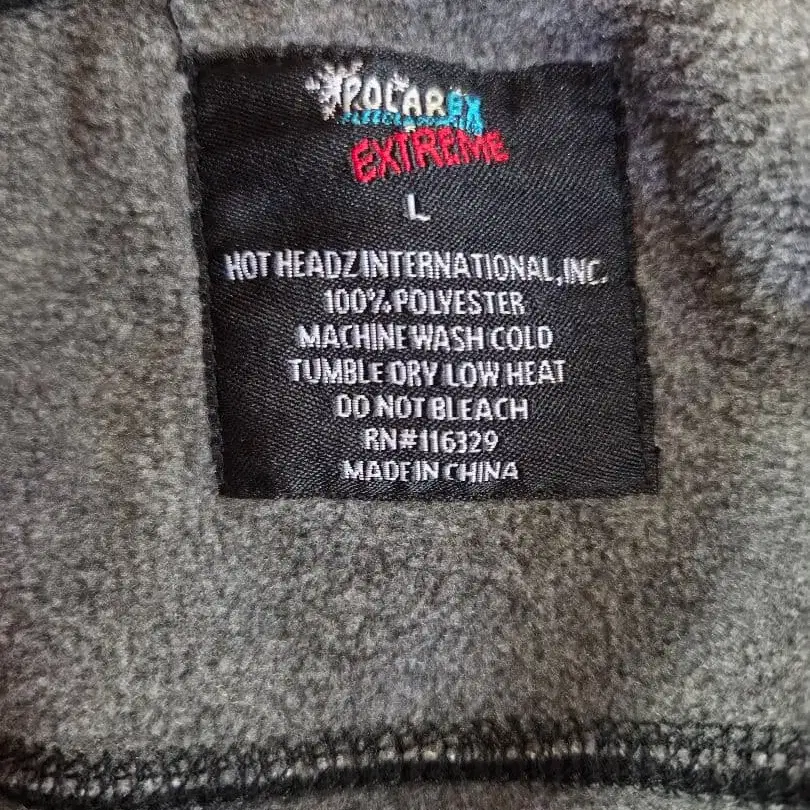 POLAREX
EXTREME
L
HOT HEADZ INTERNATIONAL, INC.
100% POLYESTER
MACHINE WASH COLD
TUMBLE DRY LOW HEAT
DO NOT BLEACH
RN#116329
MADE IN CHINA